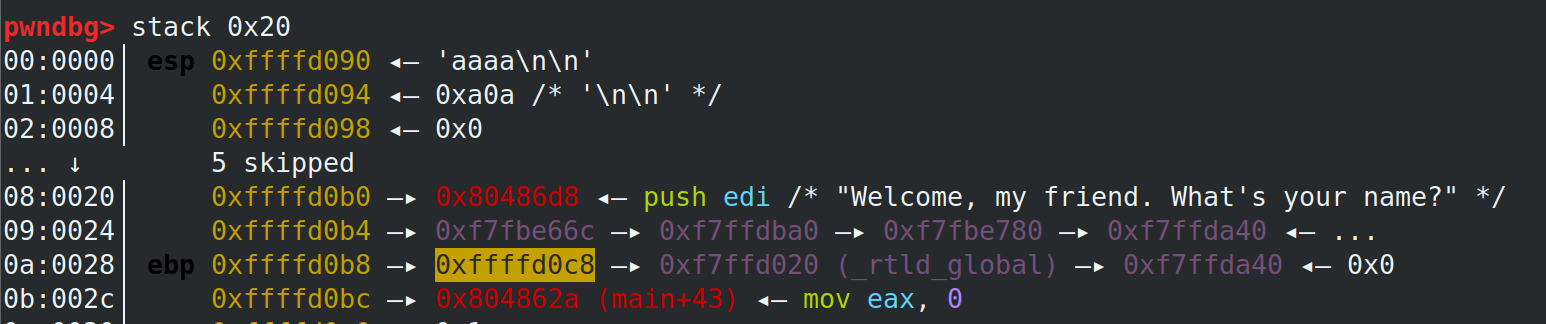 pwndbg> stack 0x20
00:0000│ esp 0xffffd090 ◂— 'aaaa\n\n'
01:0004│ 0xffffd094 ◂— 0xa0a /* '\n\n' */
02:0008│ 0xffffd098 ◂— 0x0
... ↓ 5 skipped
08:0020│ 0xffffd0b0 —▸ 0x80486d8 ◂— push edi /* "Welcome, my friend. What's your name?" */
09:0024│ 0xffffd0b4 —▸ 0xf7fbe66c —▸ 0xf7ffdba0 —▸ 0xf7fbe780 —▸ 0xf7ffda40 ◂— ...
0a:0028│ ebp 0xffffd0b8 —▸ 0xffffd0c8 —▸ 0xf7ffd020 (_rtld_global) —▸ 0xf7ffda40 ◂— 0x0
0b:002c│ 0xffffd0bc —▸ 0x804862a (main+43) ◂— mov eax, 0